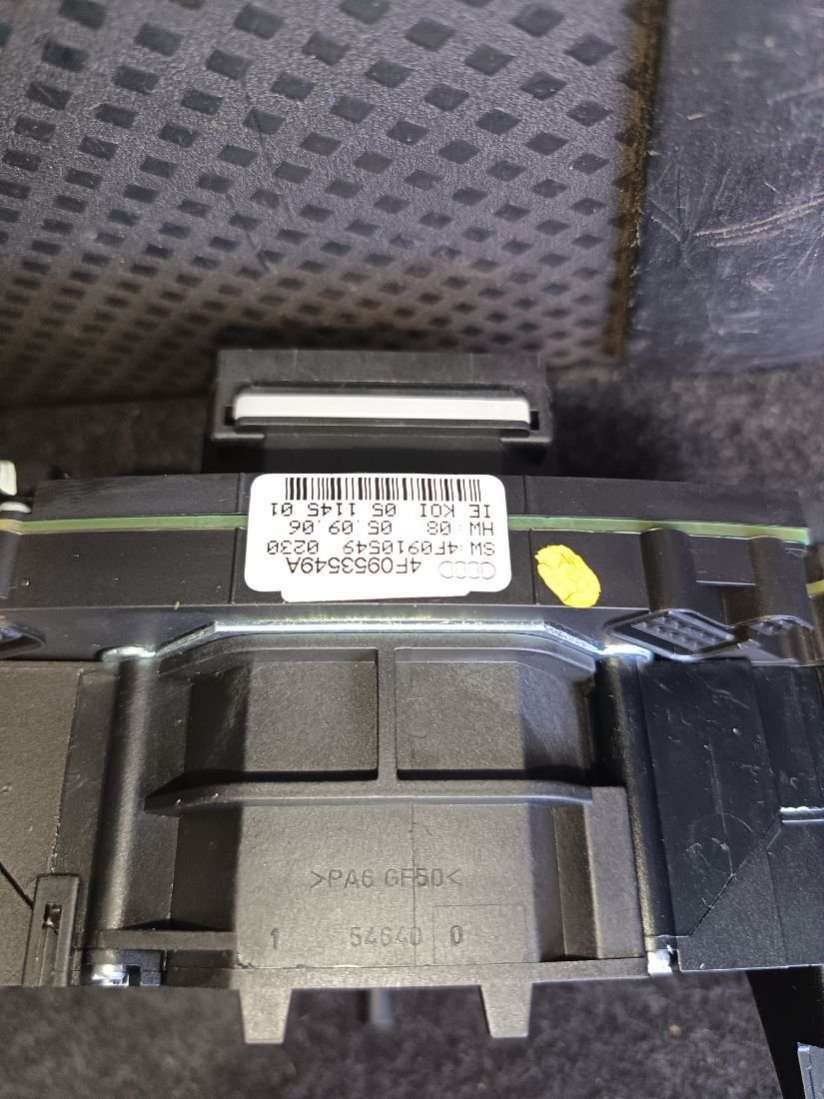 4F0953549A
SW:4F0910549 0230
HW:08 05.09.06
IE KOI 05 1145 01
>PA6 GF50<
1 54640 0